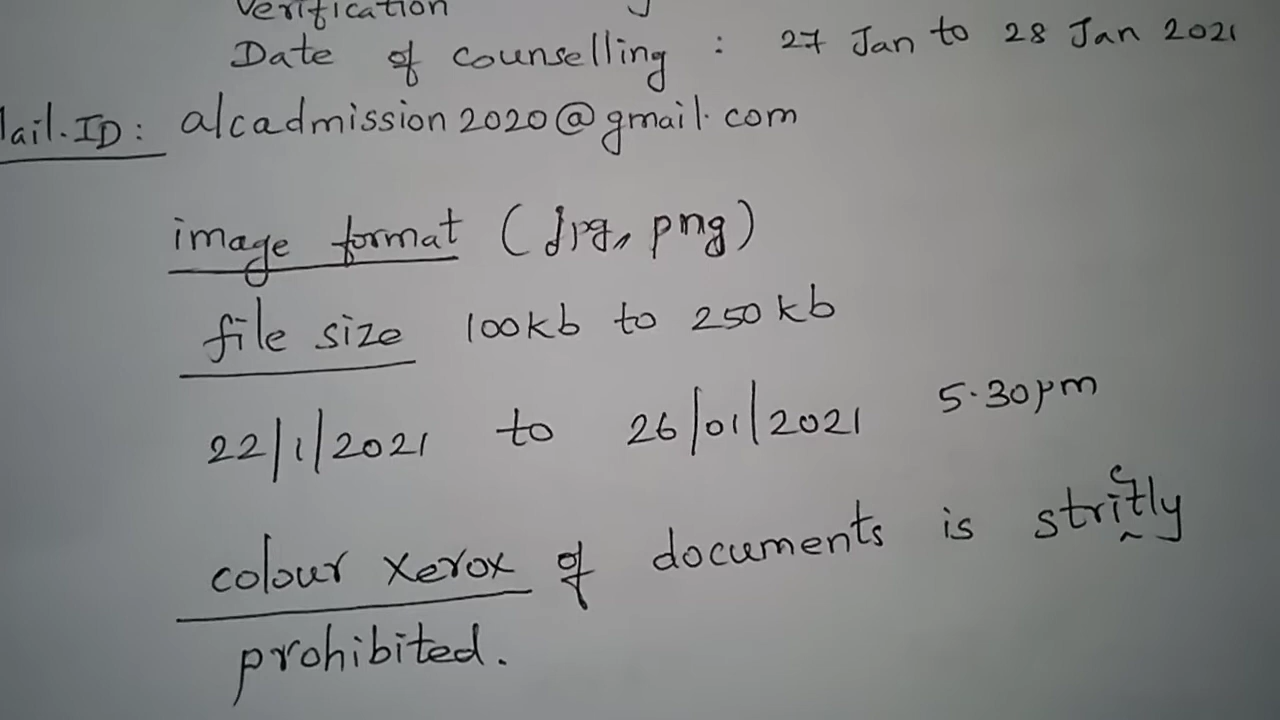 verification
Date of counselling : 27 Jan to 28 Jan 2021
ail.ID: alcadmission2020@gmail.com
image format (jpg, png)
file size 100kb to 250kb
22/1/2021 to 26/01/2021 5.30pm
colour xerox of documents is strictly
prohibited.